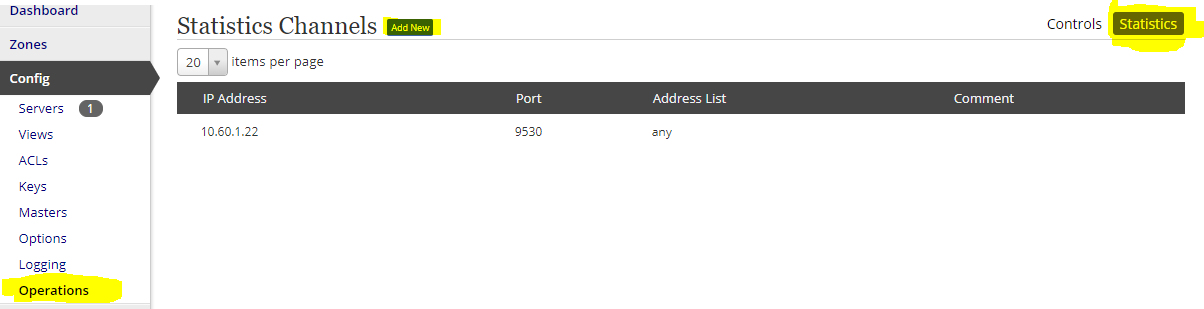 Dashboard
Zones
Config
Servers 1
Views
ACLs
Keys
Masters
Options
Logging
Operations
Statistics Channels Add New
Controls Statistics
20 items per page
IP Address Port Address List Comment
10.60.1.22 9530 any